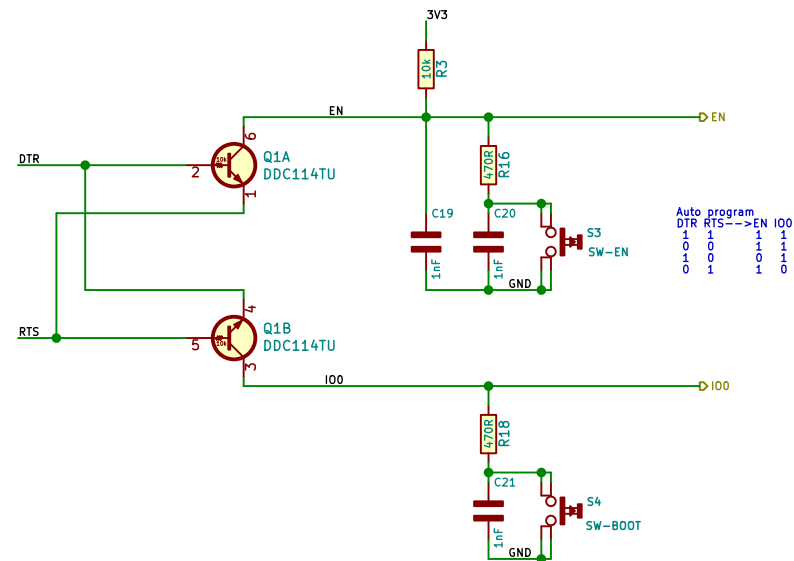 3V3
10k
R3
EN
EN
6
DTR
10k
Q1A
DDC114TU
2
1
470R
R16
C19
C20
1nF
1nF
S3
SW-EN
GND
Auto program
DTR RTS-->EN IO0
1 1 1 1
0 0 1 1
1 0 0 1
0 1 1 0
4
RTS
10k
Q1B
DDC114TU
5
3
IO0
IO0
470R
R18
C21
1nF
S4
SW-BOOT
GND